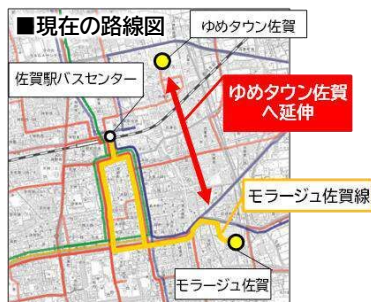 ■現在の路線図
ゆめタウン佐賀
佐賀駅バスセンター
ゆめタウン佐賀
へ延伸
モラージュ佐賀線
モラージュ佐賀